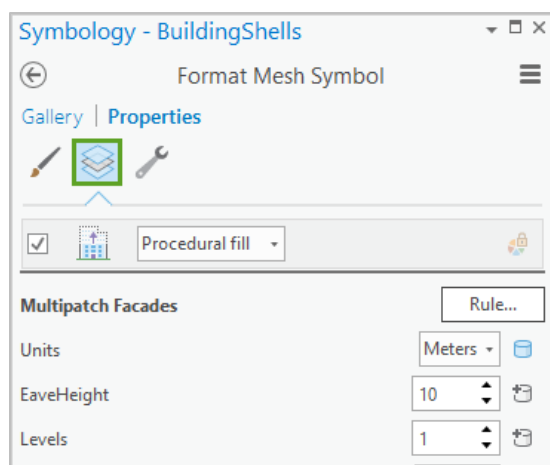 Symbology - BuildingShells
Format Mesh Symbol
Gallery | Properties
Procedural fill
Multipatch Facades Rule...
Units Meters
EaveHeight 10
Levels 1